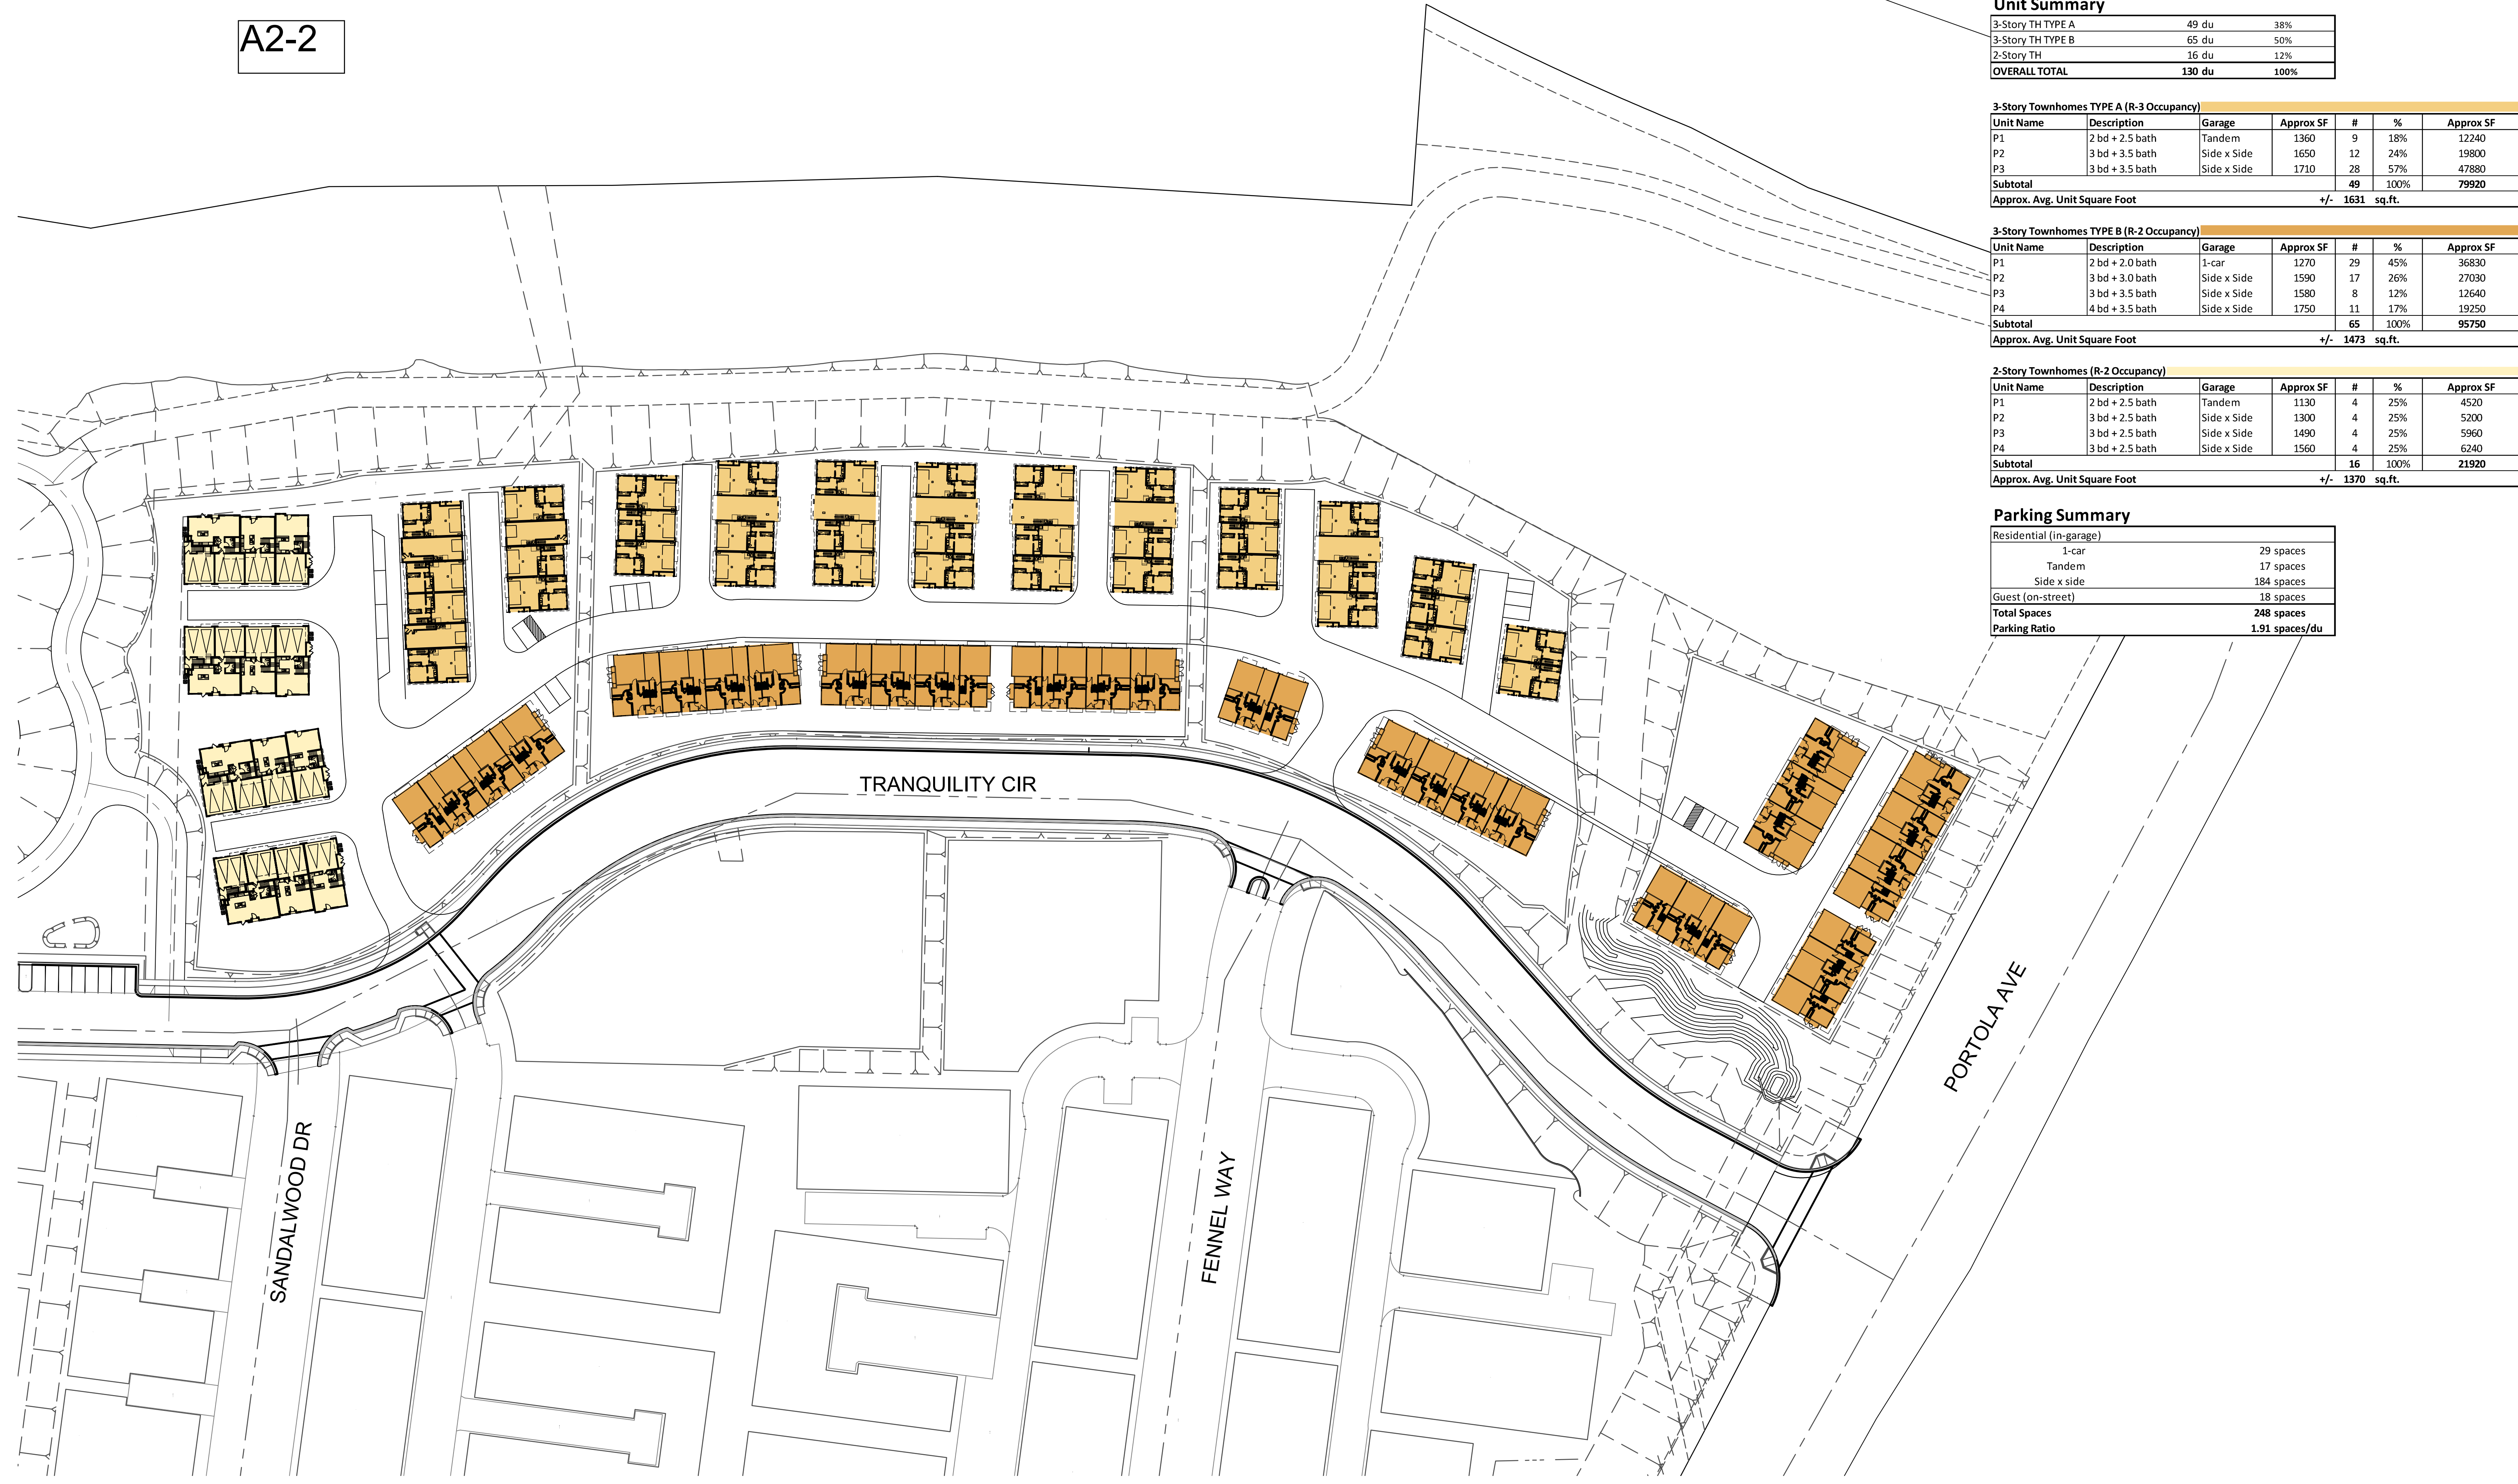 A2-2
Unit Summary
3-Story TH TYPE A 49 du 38%
3-Story TH TYPE B 65 du 50%
2-Story TH 16 du 12%
OVERALL TOTAL 130 du 100%
3-Story Townhomes TYPE A (R-3 Occupancy)
Unit Name Description Garage Approx SF # % Approx SF
P1 2 bd + 2.5 bath Tandem 1360 9 18% 12240
P2 3 bd + 3.5 bath Side x Side 1650 12 24% 19800
P3 3 bd + 3.5 bath Side x Side 1710 28 57% 47880
Subtotal 49 100% 79920
Approx. Avg. Unit Square Foot +/- 1631 sq.ft.
3-Story Townhomes TYPE B (R-2 Occupancy)
Unit Name Description Garage Approx SF # % Approx SF
P1 2 bd + 2.0 bath 1-car 1270 29 45% 36830
P2 3 bd + 3.0 bath Side x Side 1590 17 26% 27030
P3 3 bd + 3.5 bath Side x Side 1580 8 12% 12640
P4 4 bd + 3.5 bath Side x Side 1750 11 17% 19250
Subtotal 65 100% 95750
Approx. Avg. Unit Square Foot +/- 1473 sq.ft.
2-Story Townhomes (R-2 Occupancy)
Unit Name Description Garage Approx SF # % Approx SF
P1 2 bd + 2.5 bath Tandem 1130 4 25% 4520
P2 3 bd + 2.5 bath Side x Side 1300 4 25% 5200
P3 3 bd + 2.5 bath Side x Side 1490 4 25% 5960
P4 3 bd + 2.5 bath Side x Side 1560 4 25% 6240
Subtotal 16 100% 21920
Approx. Avg. Unit Square Foot +/- 1370 sq.ft.
Parking Summary
Residential (in-garage)
1-car 29 spaces
Tandem 17 spaces
Side x side 184 spaces
Guest (on-street) 18 spaces
Total Spaces 248 spaces
Parking Ratio 1.91 spaces/du
TRANQUILITY CIR
PORTOLA AVE
SANDALWOOD DR
FENNEL WAY